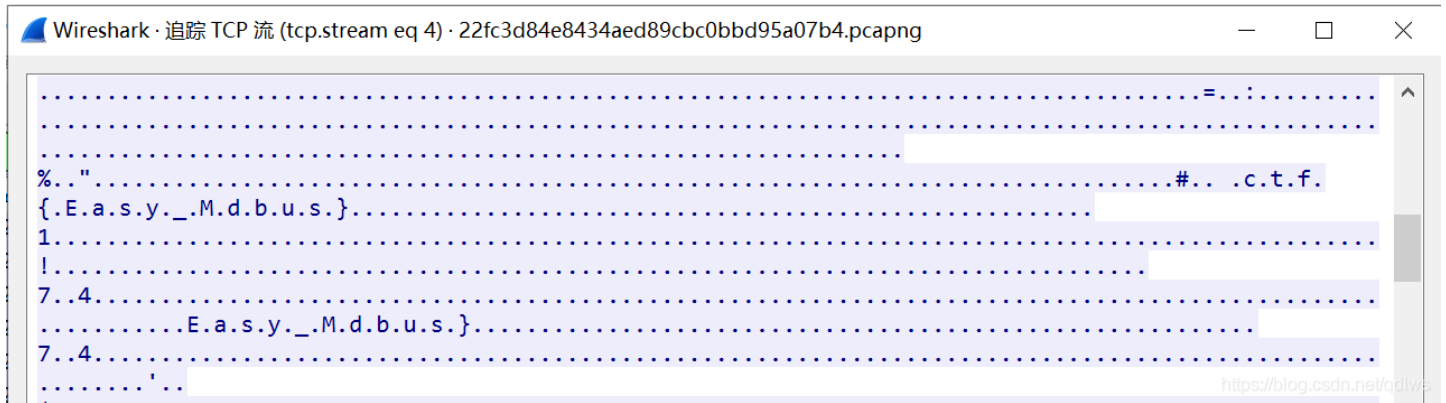 Wireshark · 追踪 TCP 流 (tcp.stream eq 4) · 22fc3d84e8434aed89cbc0bbd95a07b4.pcapng
......................................................................................=..:.........
...................................................................................................
................................................................
%.."................................................................................#.. .c.t.f.
{.E.a.s.y._.M.d.b.u.s.}.......................................................
1..................................................................................................
!.................................................................................
7..4...............................................................................................
...........E.a.s.y._.M.d.b.u.s.}..........................................................
7..4...............................................................................................
........'..
https://blog.csdn.net/qdlws